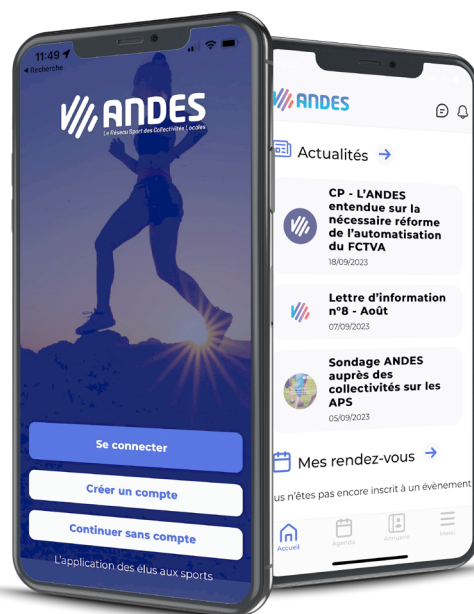 11:49
Recherche
ANDES
Le Réseau Sport des Collectivités Locales
Se connecter
Créer un compte
Continuer sans compte
L'application des élus aux sports
ANDES
Actualités
CP - L'ANDES
entendue sur la
nécessaire réforme
de l'automatisation
du FCTVA
18/09/2023
Lettre d'information
n°8 - Août
07/09/2023
Sondage ANDES
auprès des
collectivités sur les
APS
05/09/2023
Mes rendez-vous
us n'êtes pas encore inscrit à un évènement
Accueil
Agenda
Annuaire
Menu